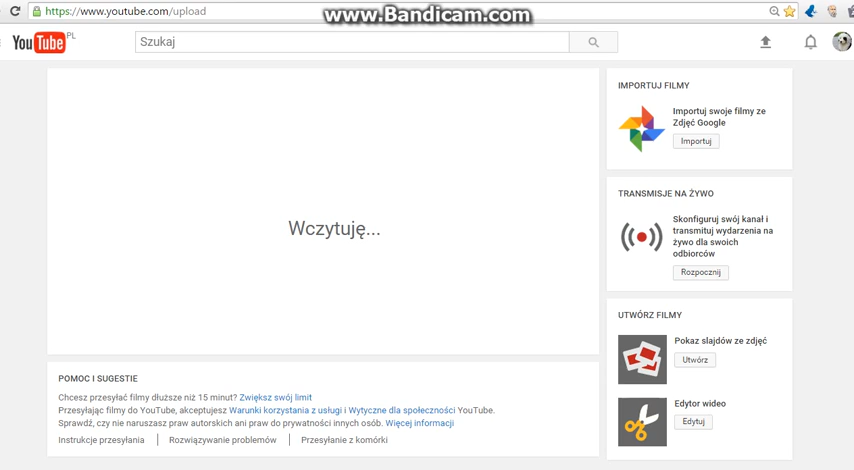 https://www.youtube.com/upload
www.Bandicam.com
YouTube PL
Szukaj
Wczytuję...
IMPORTUJ FILMY
Importuj swoje filmy ze
Zdjęć Google
Importuj
TRANSMISJE NA ŻYWO
Skonfiguruj swój kanał i
transmituj wydarzenia na
żywo dla swoich
odbiorców
Rozpocznij
UTWÓRZ FILMY
Pokaz slajdów ze zdjęć
Utwórz
Edytor wideo
Edytuj
POMOC I SUGESTIE
Chcesz przesyłać filmy dłuższe niż 15 minut? Zwiększ swój limit
Przesyłając filmy do YouTube, akceptujesz Warunki korzystania z usługi i Wytyczne dla społeczności YouTube.
Sprawdź, czy nie naruszasz praw autorskich ani praw do prywatności innych osób. Więcej informacji
Instrukcje przesyłania | Rozwiązywanie problemów | Przesyłanie z komórki